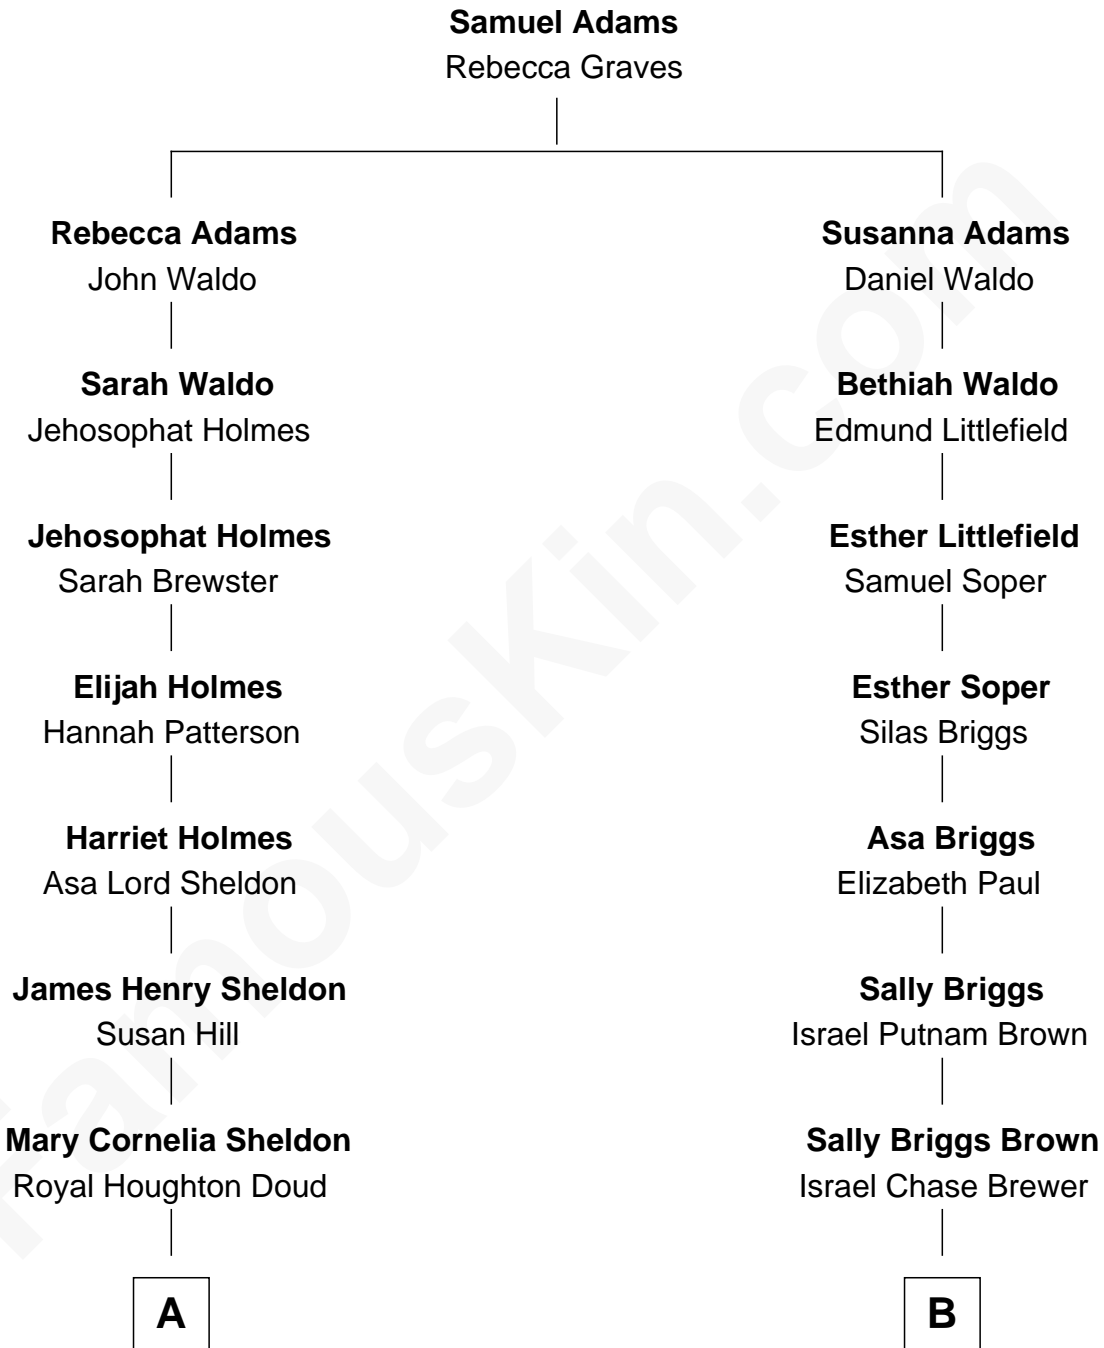 Samuel Adams
Rebecca Graves
Rebecca Adams
John Waldo
Sarah Waldo
Jehosophat Holmes
Jehosophat Holmes
Sarah Brewster
Elijah Holmes
Hannah Patterson
Harriet Holmes
Asa Lord Sheldon
James Henry Sheldon
Susan Hill
Mary Cornelia Sheldon
Royal Houghton Doud
A
Susanna Adams
Daniel Waldo
Bethiah Waldo
Edmund Littlefield
Esther Littlefield
Samuel Soper
Esther Soper
Silas Briggs
Asa Briggs
Elizabeth Paul
Sally Briggs
Israel Putnam Brown
Sally Briggs Brown
Israel Chase Brewer
B
FamousKin.com